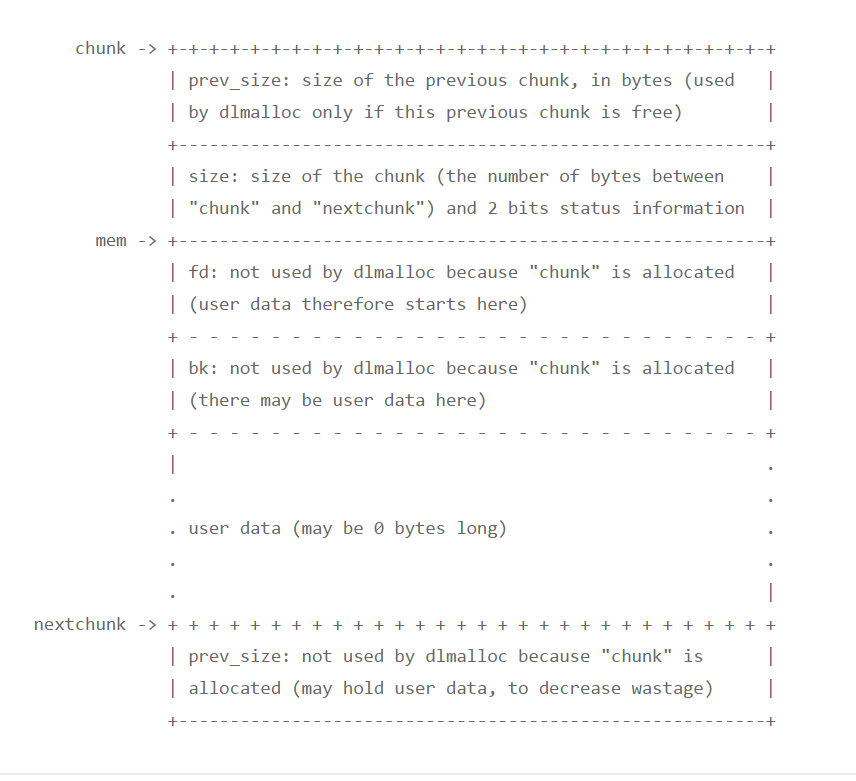 chunk -> +-+-+-+-+-+-+-+-+-+-+-+-+-+-+-+-+-+-+-+-+-+-+-+-+-+-+-+-+-+
| prev_size: size of the previous chunk, in bytes (used |
| by dlmalloc only if this previous chunk is free) |
+---------------------------------------------------------+
| size: size of the chunk (the number of bytes between |
| "chunk" and "nextchunk") and 2 bits status information |
mem -> +---------------------------------------------------------+
| fd: not used by dlmalloc because "chunk" is allocated |
| (user data therefore starts here) |
+ - - - - - - - - - - - - - - - - - - - - - - - - - - - - +
| bk: not used by dlmalloc because "chunk" is allocated |
| (there may be user data here) |
+ - - - - - - - - - - - - - - - - - - - - - - - - - - - - +
| .
. .
. user data (may be 0 bytes long) .
. .
. |
nextchunk -> + + + + + + + + + + + + + + + + + + + + + + + + + + + + + +
| prev_size: not used by dlmalloc because "chunk" is |
| allocated (may hold user data, to decrease wastage) |
+---------------------------------------------------------+